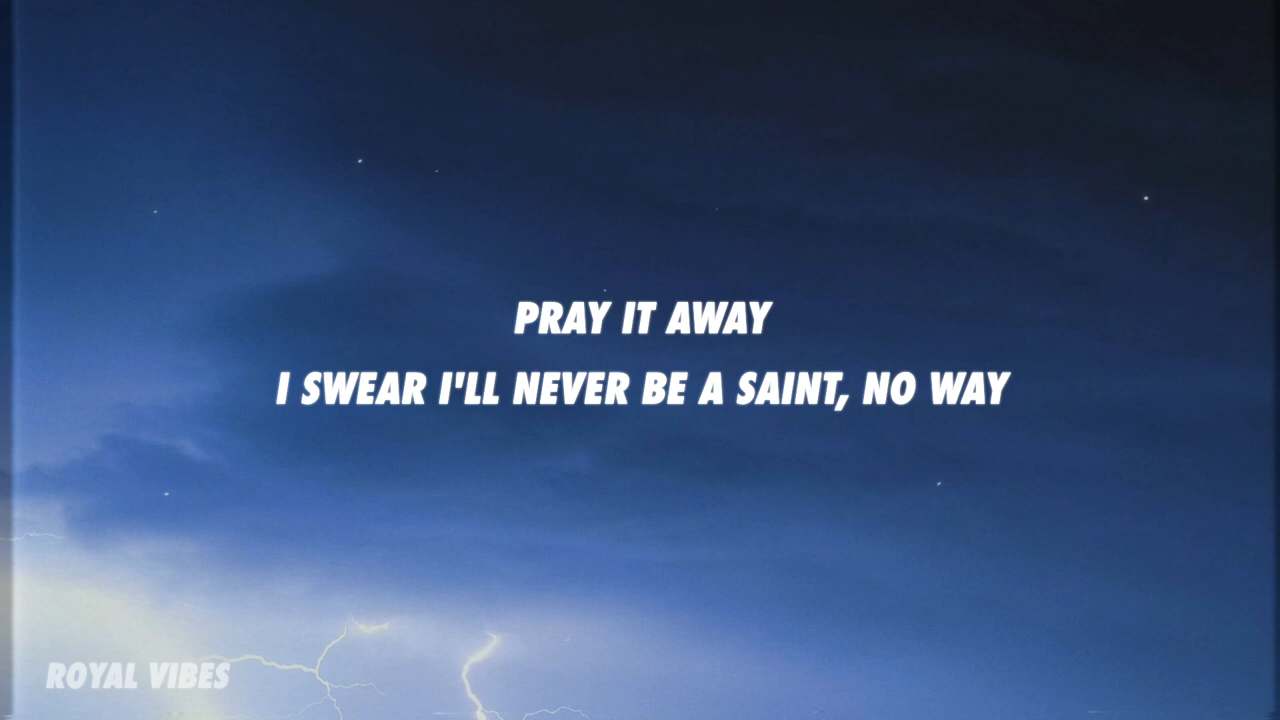 PRAY IT AWAY
I SWEAR I'LL NEVER BE A SAINT, NO WAY
ROYAL VIBES